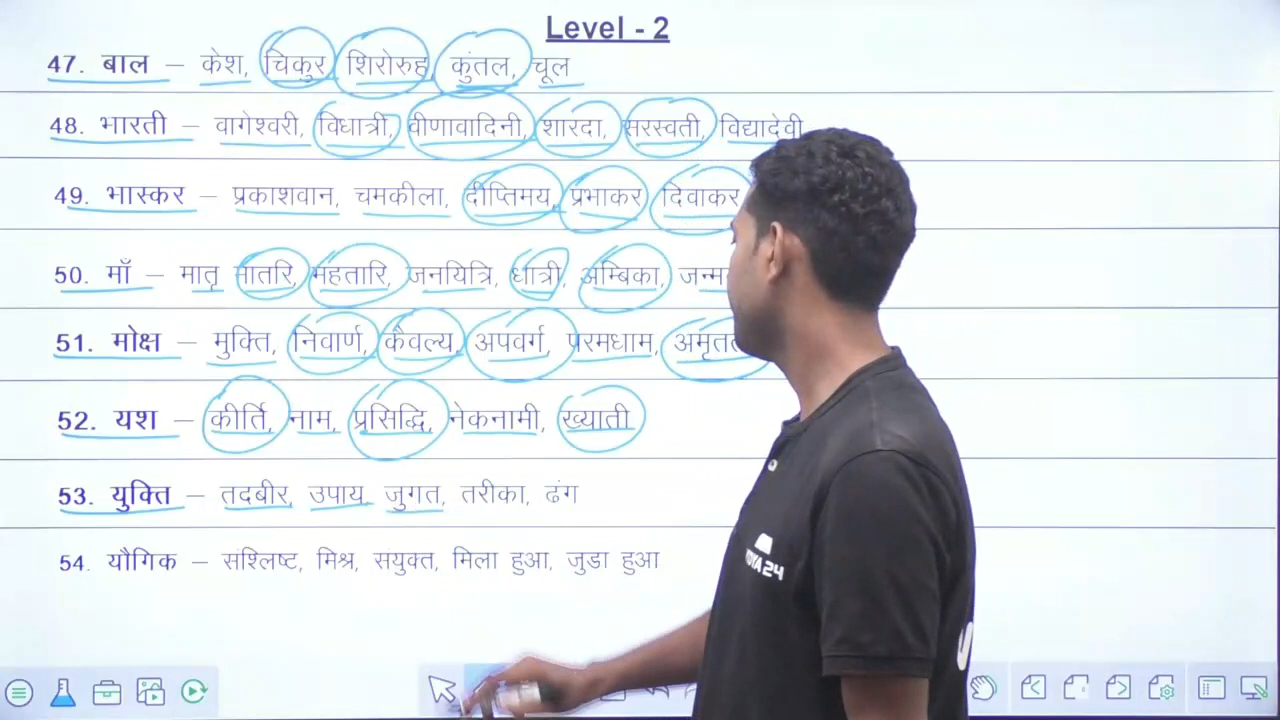 Level - 2
47. बाल – केश, चिकुर शिरोरुह, कुंतल, चूल
48. भारती – वागेश्वरी, विधात्री, वीणावादिनी, शारदा, सरस्वती, विद्यादेवी
49. भास्कर – प्रकाशवान, चमकीला, दीप्तिमय, प्रभाकर दिवाकर
50. माँ – मातृ मातरि, महतारि, जनयित्रि, धात्री, अम्बिका,
51. मोक्ष – मुक्ति, निवार्ण, कैवल्य, अपवर्ग, परमधाम,
52. यश – कीर्ति, नाम, प्रसिद्धि, नेकनामी, ख्याती
53. युक्ति – तदबीर, उपाय, जुगत, तरीका, ढंग
54. यौगिक – संश्लिष्ट, मिश्र, संयुक्त, मिला हुआ, जुडा हुआ